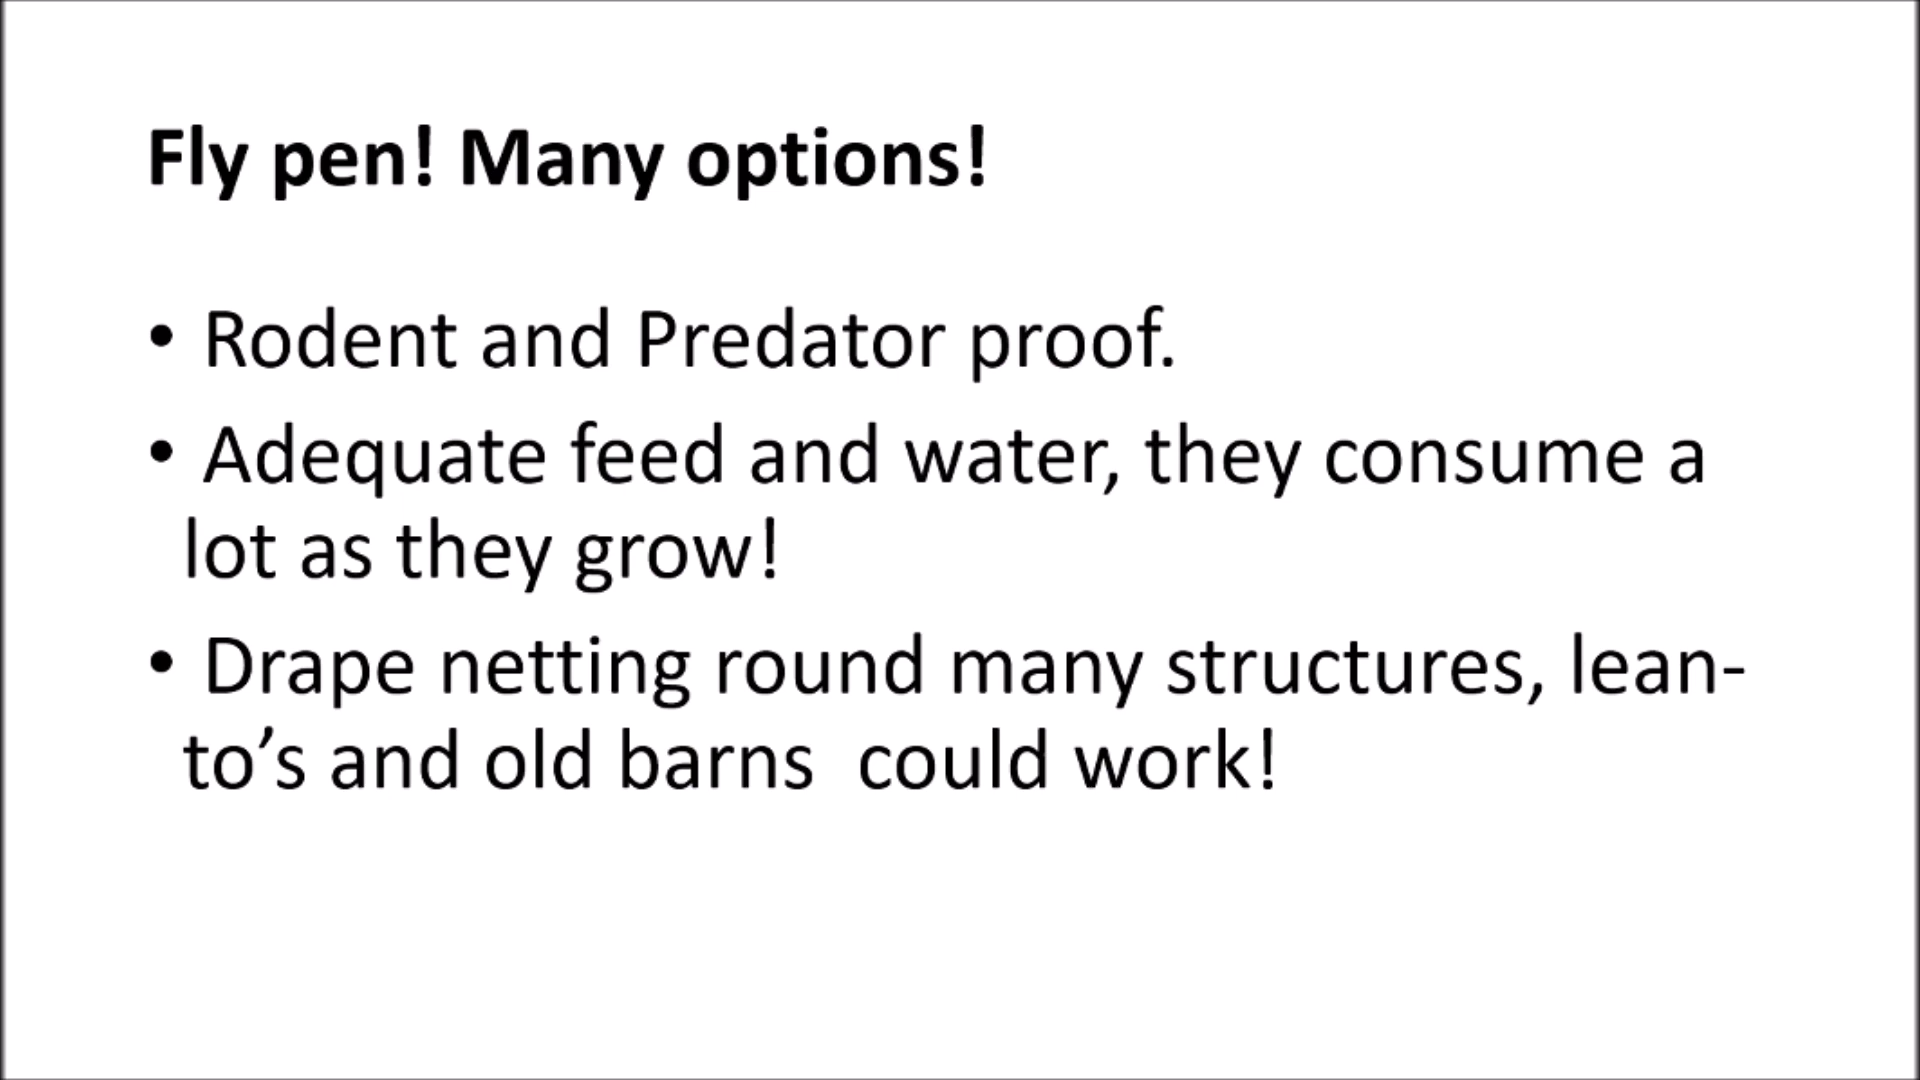 Fly pen! Many options!
• Rodent and Predator proof.
• Adequate feed and water, they consume a
lot as they grow!
• Drape netting round many structures, lean-
to’s and old barns  could work!